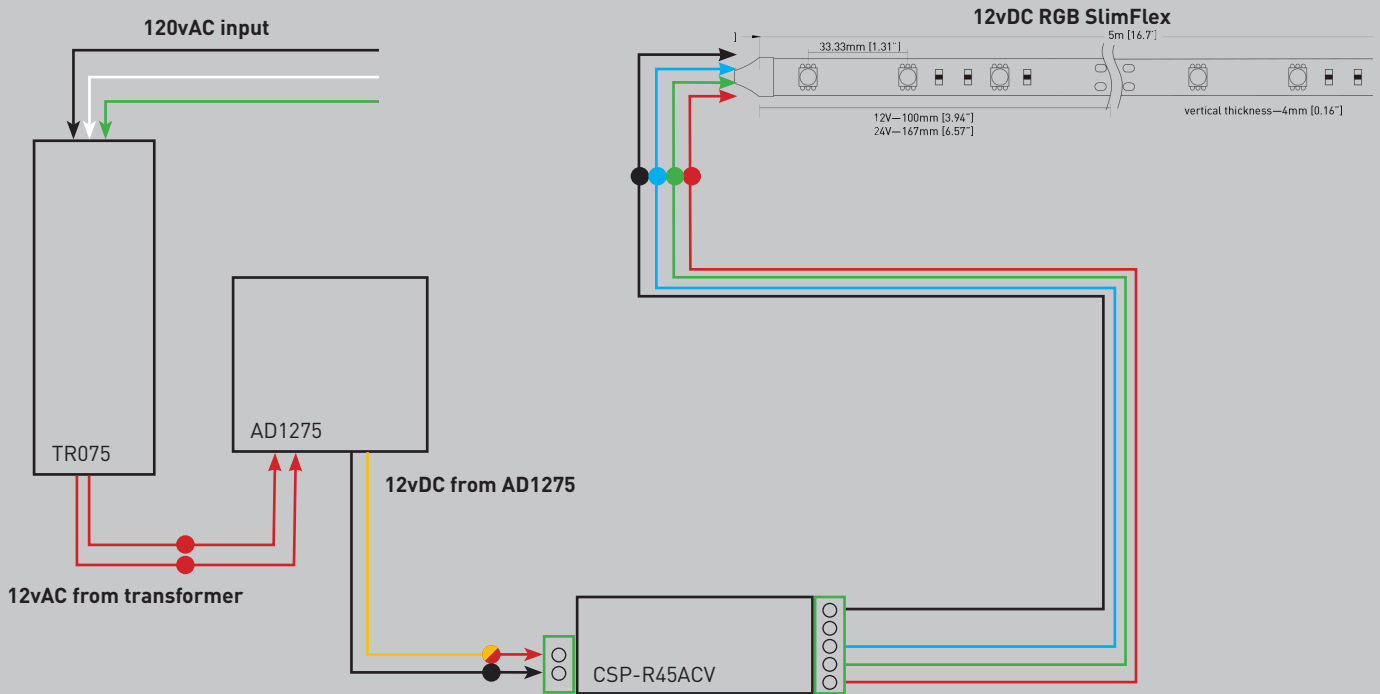 12vDC RGB SlimFlex
120vAC input
5m [16.7']
33.33mm [1.31"]
12V—100mm [3.94"]
24V—167mm [6.57"]
vertical thickness—4mm [0.16"]
TR075
AD1275
12vDC from AD1275
12vAC from transformer
CSP-R45ACV